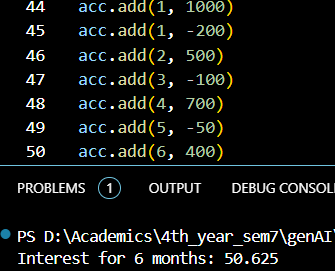 44 acc.add(1, 1000)
45 acc.add(1, -200)
46 acc.add(2, 500)
47 acc.add(3, -100)
48 acc.add(4, 700)
49 acc.add(5, -50)
50 acc.add(6, 400)
PROBLEMS 1 OUTPUT DEBUG CONSOL
PS D:\Academics\4th_year_sem7\genAI\
Interest for 6 months: 50.625